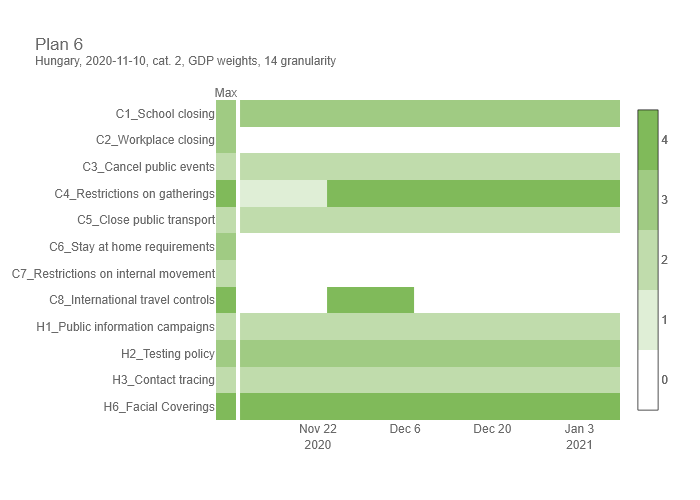 Plan 6
Hungary, 2020-11-10, cat. 2, GDP weights, 14 granularity
Max
C1_School closing
C2_Workplace closing
C3_Cancel public events
C4_Restrictions on gatherings
C5_Close public transport
C6_Stay at home requirements
C7_Restrictions on internal movement
C8_International travel controls
H1_Public information campaigns
H2_Testing policy
H3_Contact tracing
H6_Facial Coverings
Nov 22 Dec 6 Dec 20 Jan 3
2020 2021
4
3
2
1
0